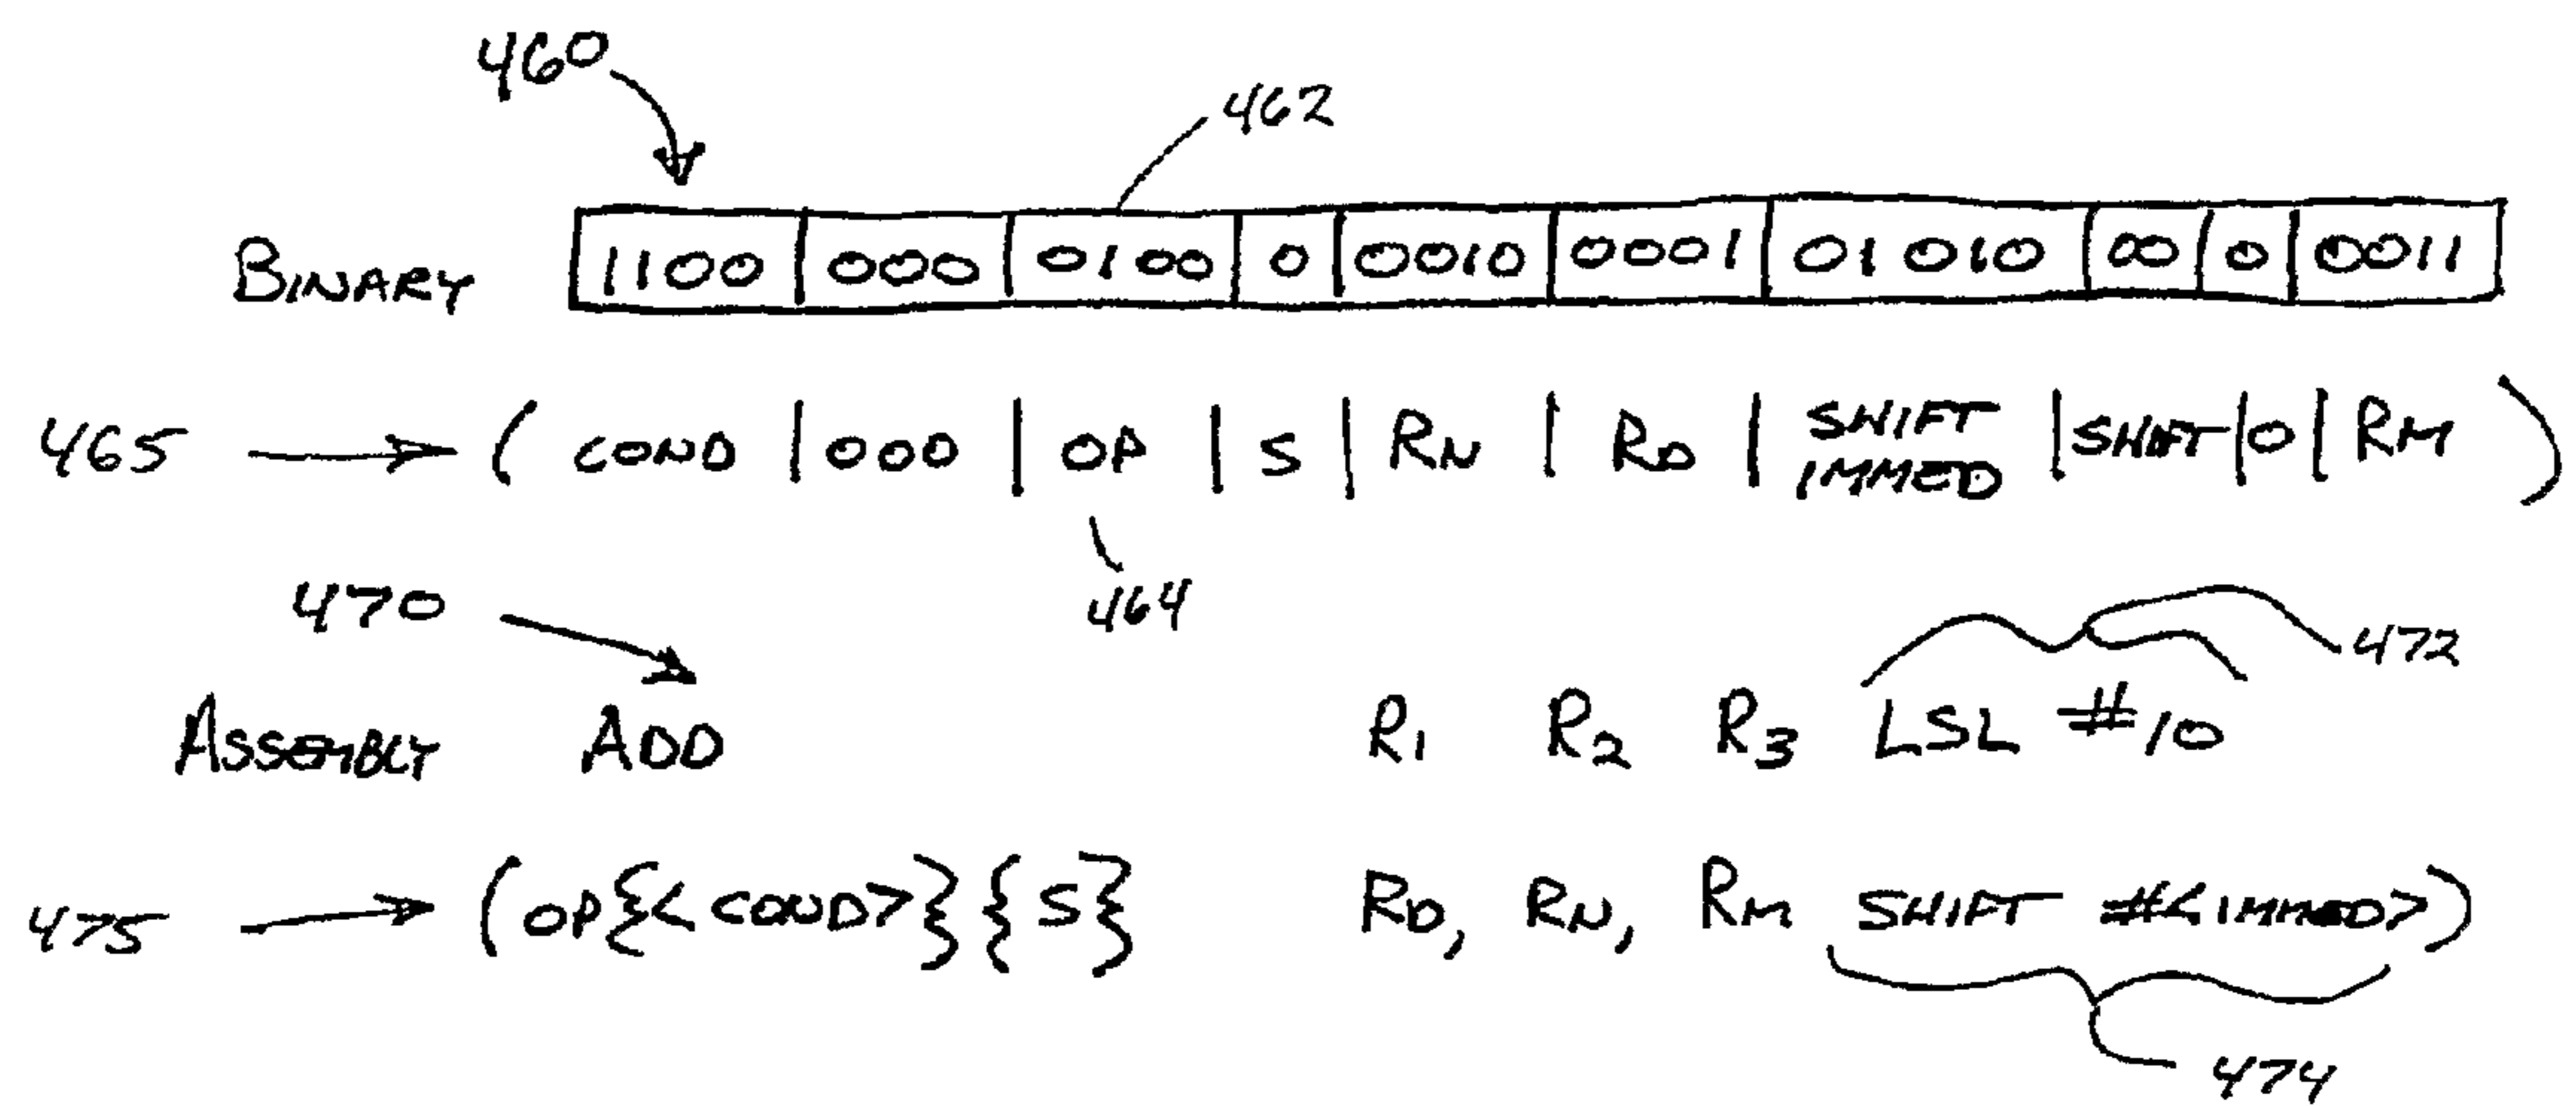 460
462
BINARY 1100 | 000 | 0100 | 0 | 0010 | 0001 | 01010 | 00 | 0 | 0011
465 ( COND | 000 | OP | S | RN | RD | SHIFT IMMED | SHIFT | 0 | RM )
464
470
472
ASSEMBLY ADD R1 R2 R3 LSL #10
475 (OP{<COND>}{S} RD, RN, RM SHIFT #<IMMED>)
474